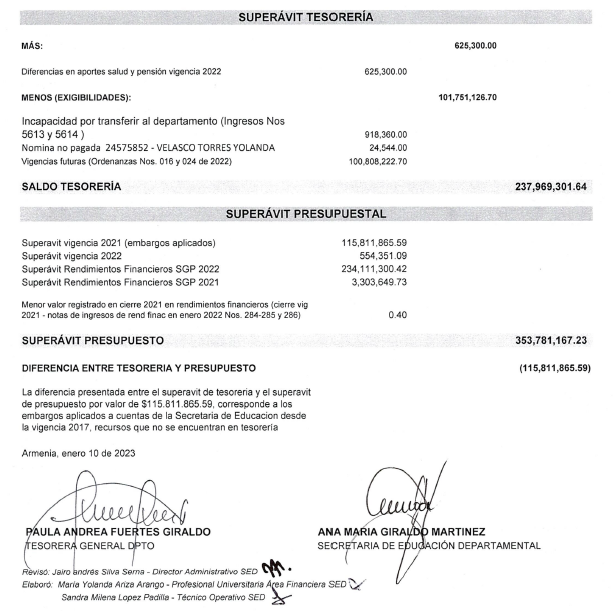 SUPERÁVIT TESORERÍA
MÁS: 625,300.00
Diferencias en aportes salud y pensión vigencia 2022 625,300.00
MENOS (EXIGIBILIDADES): 101,751,126.70
Incapacidad por transferir al departamento (Ingresos Nos
5613 y 5614 ) 918,360.00
Nomina no pagada 24575852 - VELASCO TORRES YOLANDA 24,544.00
Vigencias futuras (Ordenanzas Nos. 016 y 024 de 2022) 100,808,222.70
SALDO TESORERÍA 237,969,301.64
SUPERÁVIT PRESUPUESTAL
Superavit vigencia 2021 (embargos aplicados) 115,811,865.59
Superávit vigencia 2022 554,351.09
Superávit Rendimientos Financieros SGP 2022 234,111,300.42
Superávit Rendimientos Financieros SGP 2021 3,303,649.73
Menor valor registrado en cierre 2021 en rendimientos financieros (cierre vig
2021 - notas de ingresos de rend finac en enero 2022 Nos. 284-285 y 286) 0.40
SUPERÁVIT PRESUPUESTO 353,781,167.23
DIFERENCIA ENTRE TESORERIA Y PRESUPUESTO (115,811,865.59)
La diferencia presentada entre el superavit de tesoreria y el superavit
de presupuesto por valor de $115.811.865.59, corresponde a los
embargos aplicados a cuentas de la Secretaria de Educacion desde
la vigencia 2017, recursos que no se encuentran en tesorería
Armenia, enero 10 de 2023
PAULA ANDREA FUERTES GIRALDO
TESORERA GENERAL DPTO
ANA MARIA GIRALDO MARTINEZ
SECRETARIA DE EDUCACIÓN DEPARTAMENTAL
Revisó: Jairo andrés Silva Serna - Director Administrativo SED
Elaboró: María Yolanda Ariza Arango - Profesional Universitaria Area Financiera SED
Sandra Milena Lopez Padilla - Técnico Operativo SED